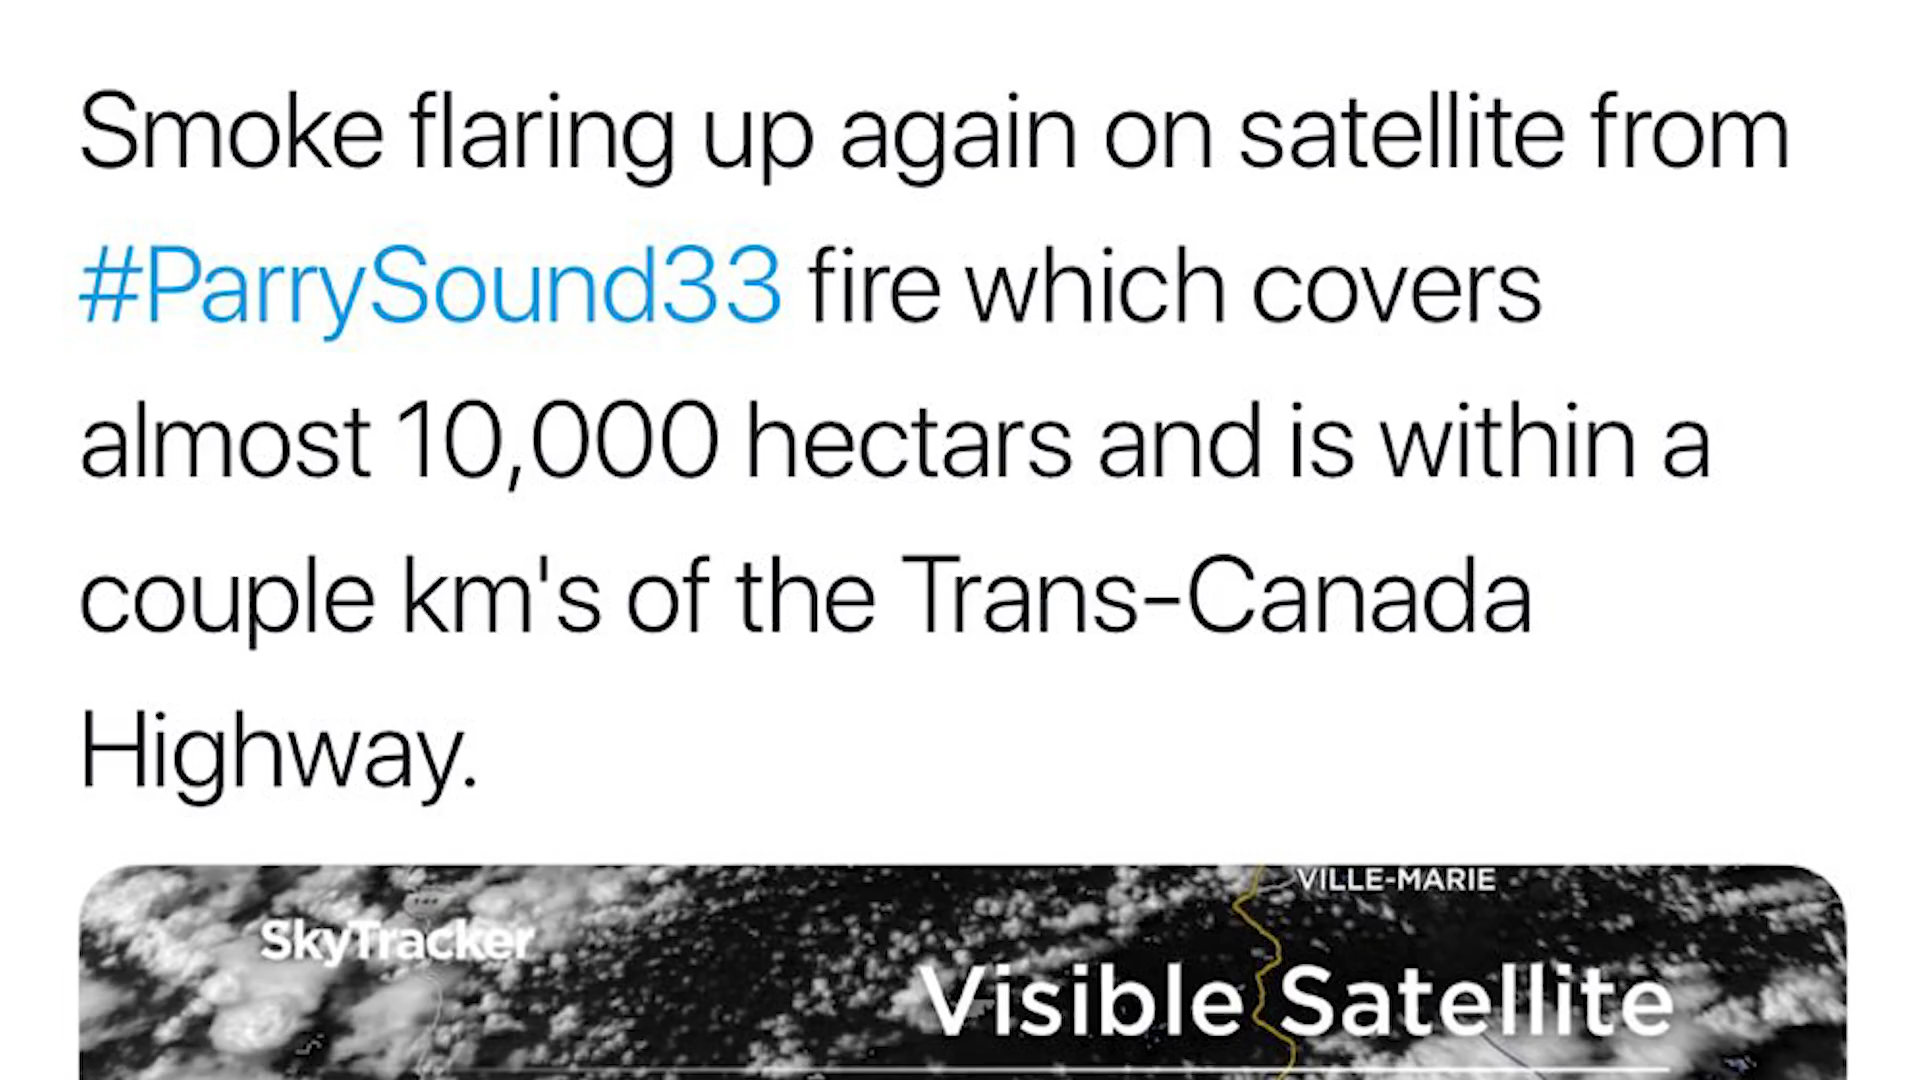 Smoke flaring up again on satellite from
#ParrySound33 fire which covers
almost 10,000 hectars and is within a
couple km's of the Trans-Canada
Highway.
VILLE-MARIE
SkyTracker
Visible Satellite